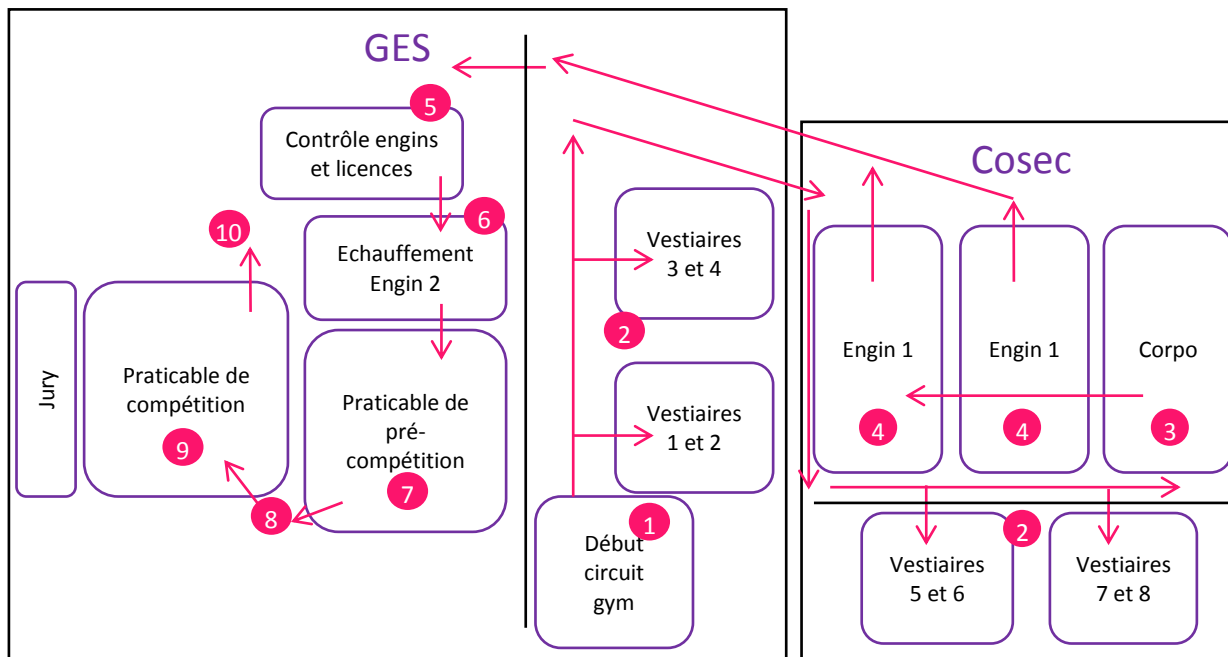 GES
5
Contrôle engins
et licences
6
Echauffement
Engin 2
10
Jury
Praticable de
compétition
9
Praticable de
pré-
compétition
7
8
Vestiaires
3 et 4
2
Vestiaires
1 et 2
1
Début
circuit
gym
Cosec
Engin 1
4
Engin 1
4
Corpo
3
2
Vestiaires
5 et 6
Vestiaires
7 et 8